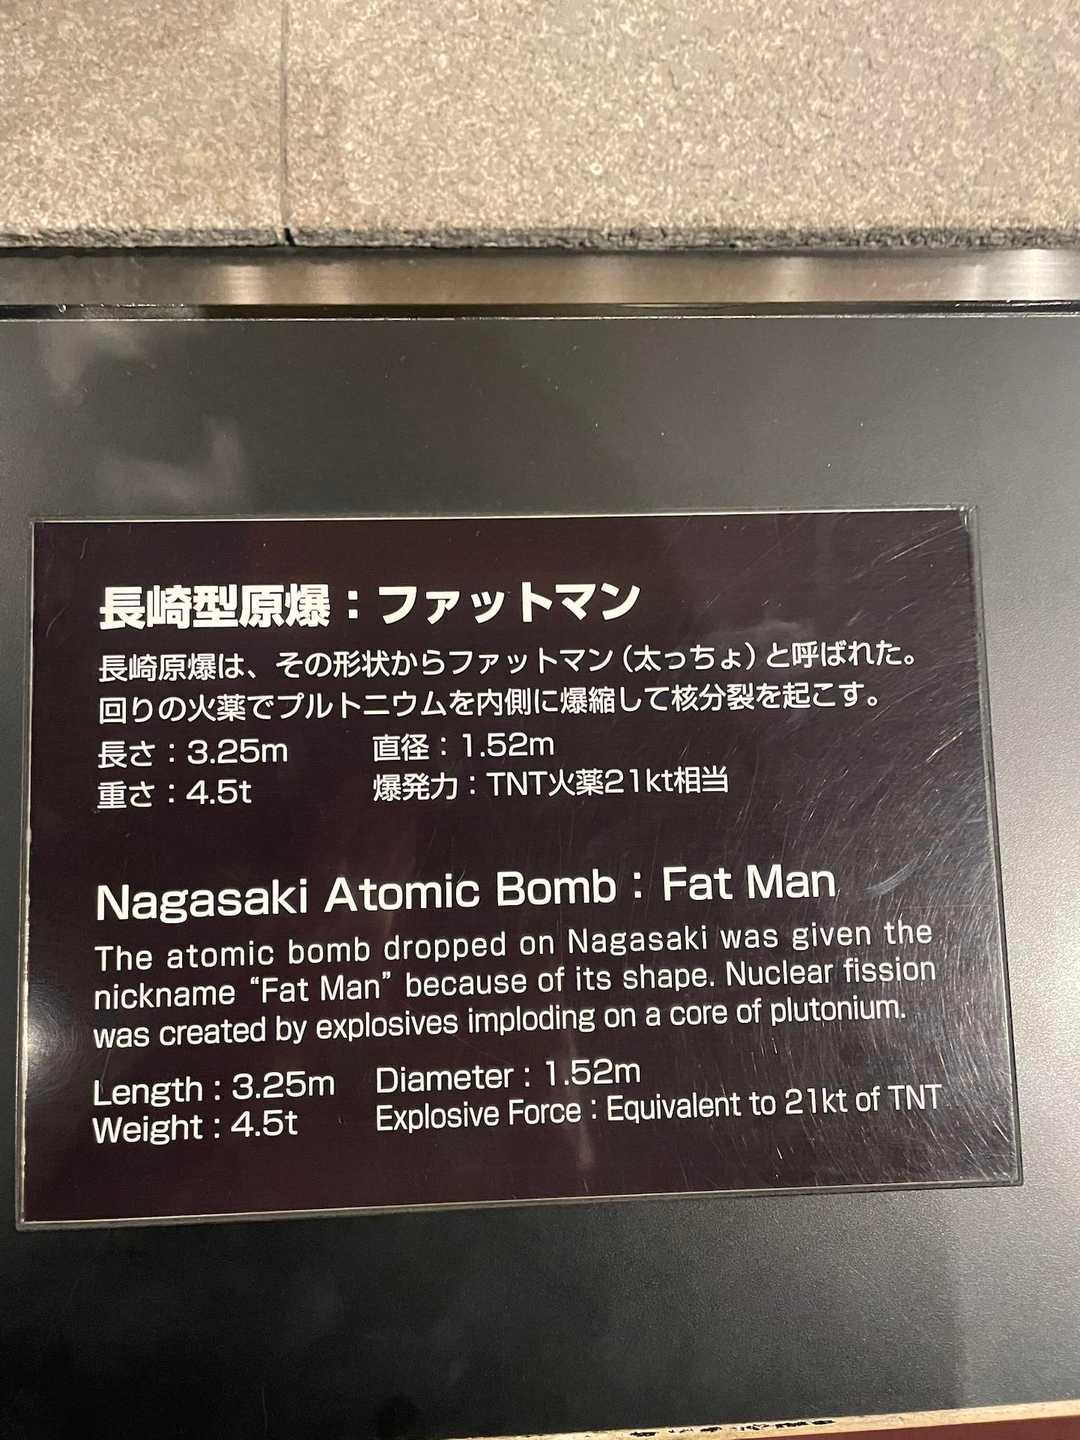 長崎型原爆：ファットマン
長崎原爆は、その形状からファットマン（太っちょ）と呼ばれた。
回りの火薬でプルトニウムを内側に爆縮して核分裂を起こす。
長さ：3.25m 直径：1.52m
重さ：4.5t 爆発力：TNT火薬21kt相当
Nagasaki Atomic Bomb：Fat Man
The atomic bomb dropped on Nagasaki was given the
nickname “Fat Man” because of its shape. Nuclear fission
was created by explosives imploding on a core of plutonium.
Length：3.25m Diameter：1.52m
Weight：4.5t Explosive Force：Equivalent to 21kt of TNT